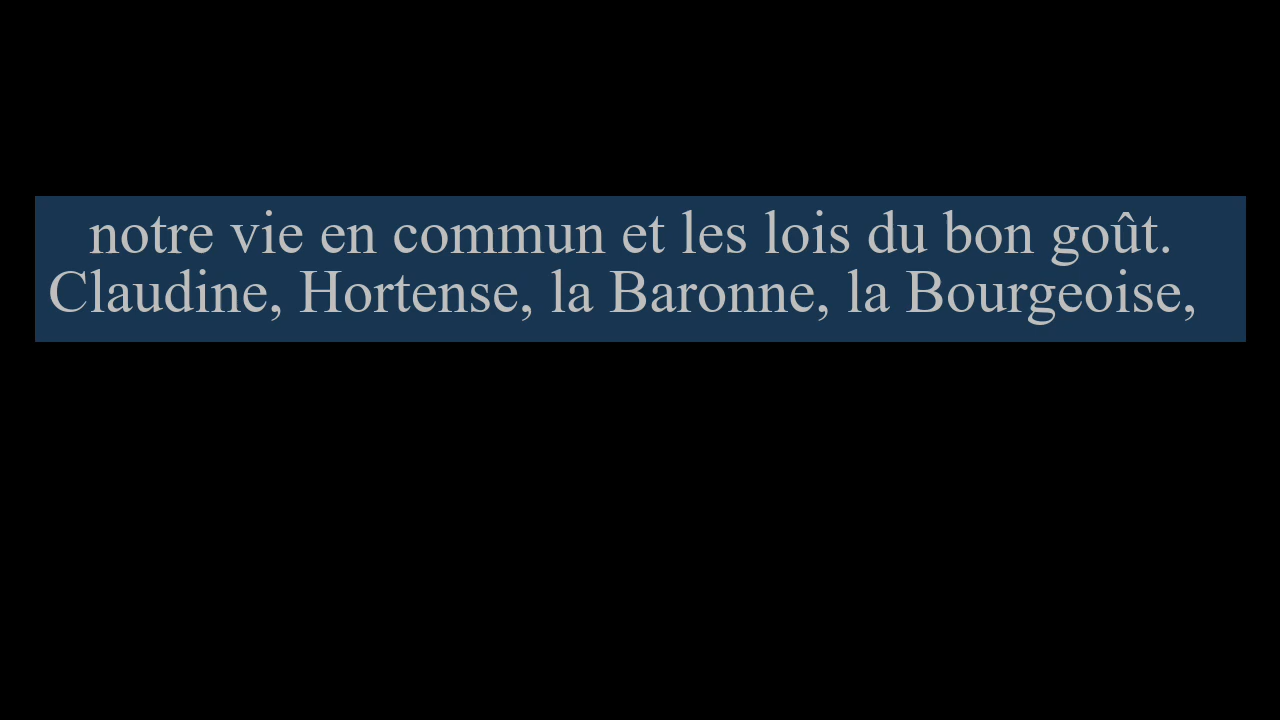 notre vie en commun et les lois du bon goût.
Claudine, Hortense, la Baronne, la Bourgeoise,